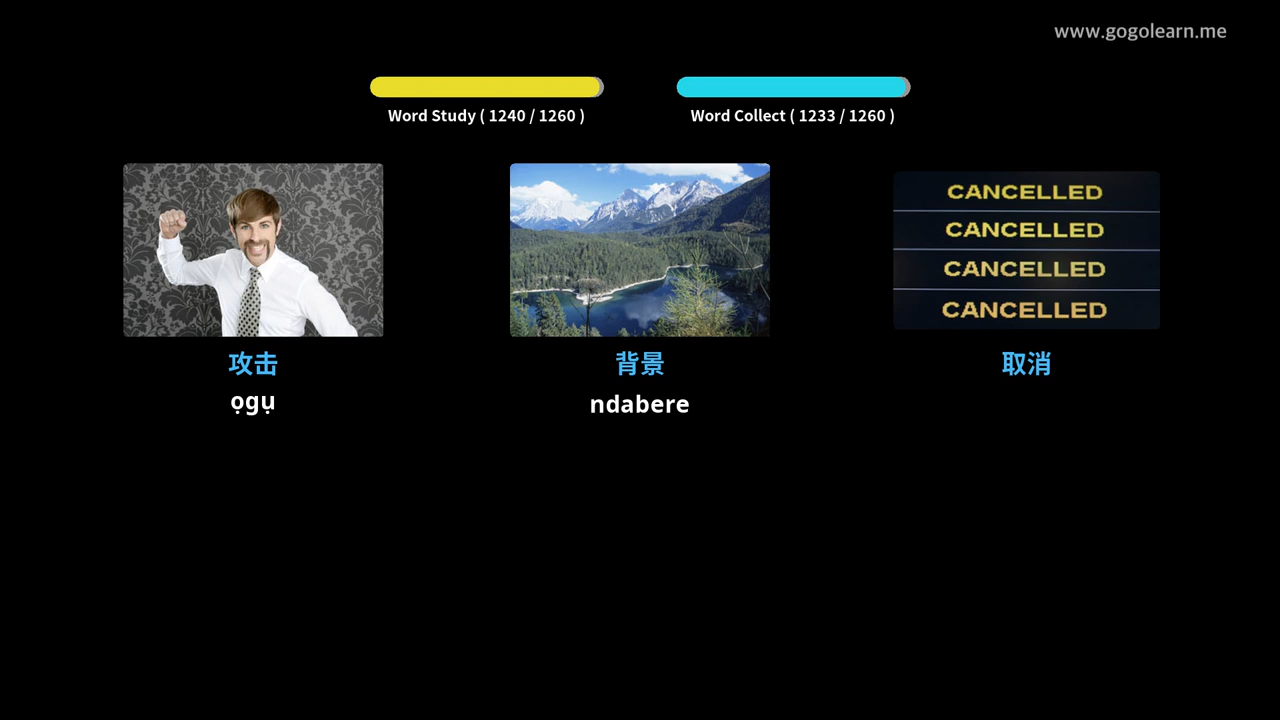 www.gogolearn.me
Word Study ( 1240 / 1260 )
Word Collect ( 1233 / 1260 )
CANCELLED
CANCELLED
CANCELLED
CANCELLED
攻击
背景
取消
ọgụ
ndabere